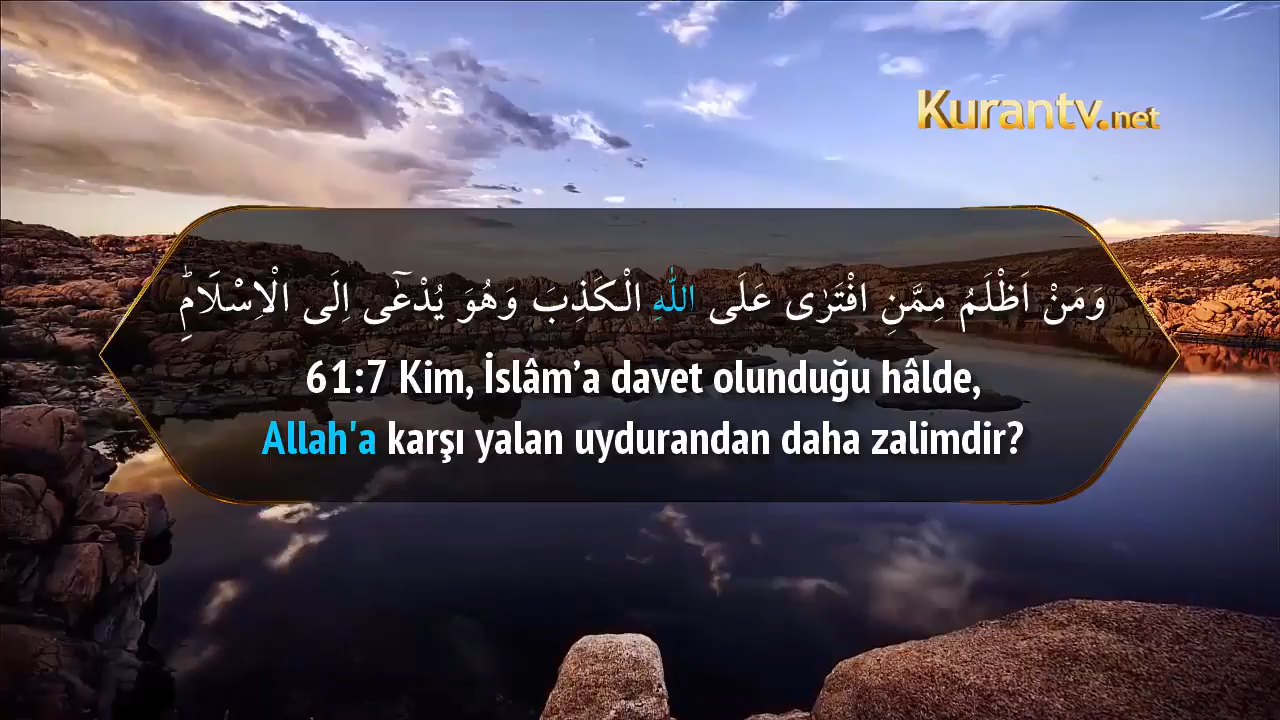 Kurantv.net
وَمَنْ اَظْلَمُ مِمَّنِ افْتَرٰى عَلَى اللّٰهِ الْكَذِبَ وَهُوَ يُدْعٰٓى اِلَى الْاِسْلَامِۜ
61:7 Kim, İslâm’a davet olunduğu hâlde,
Allah'a karşı yalan uydurandan daha zalimdir?